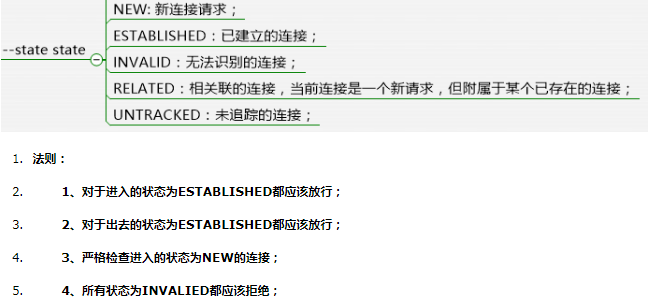 NEW: 新连接请求；
ESTABLISHED：已建立的连接；
--state state
INVALID：无法识别的连接；
RELATED：相关联的连接，当前连接是一个新请求，但附属于某个已存在的连接；
UNTRACKED：未追踪的连接；
1. 法则：
2. 1、对于进入的状态为ESTABLISHED都应该放行；
3. 2、对于出去的状态为ESTABLISHED都应该放行；
4. 3、严格检查进入的状态为NEW的连接；
5. 4、所有状态为INVALIED都应该拒绝；